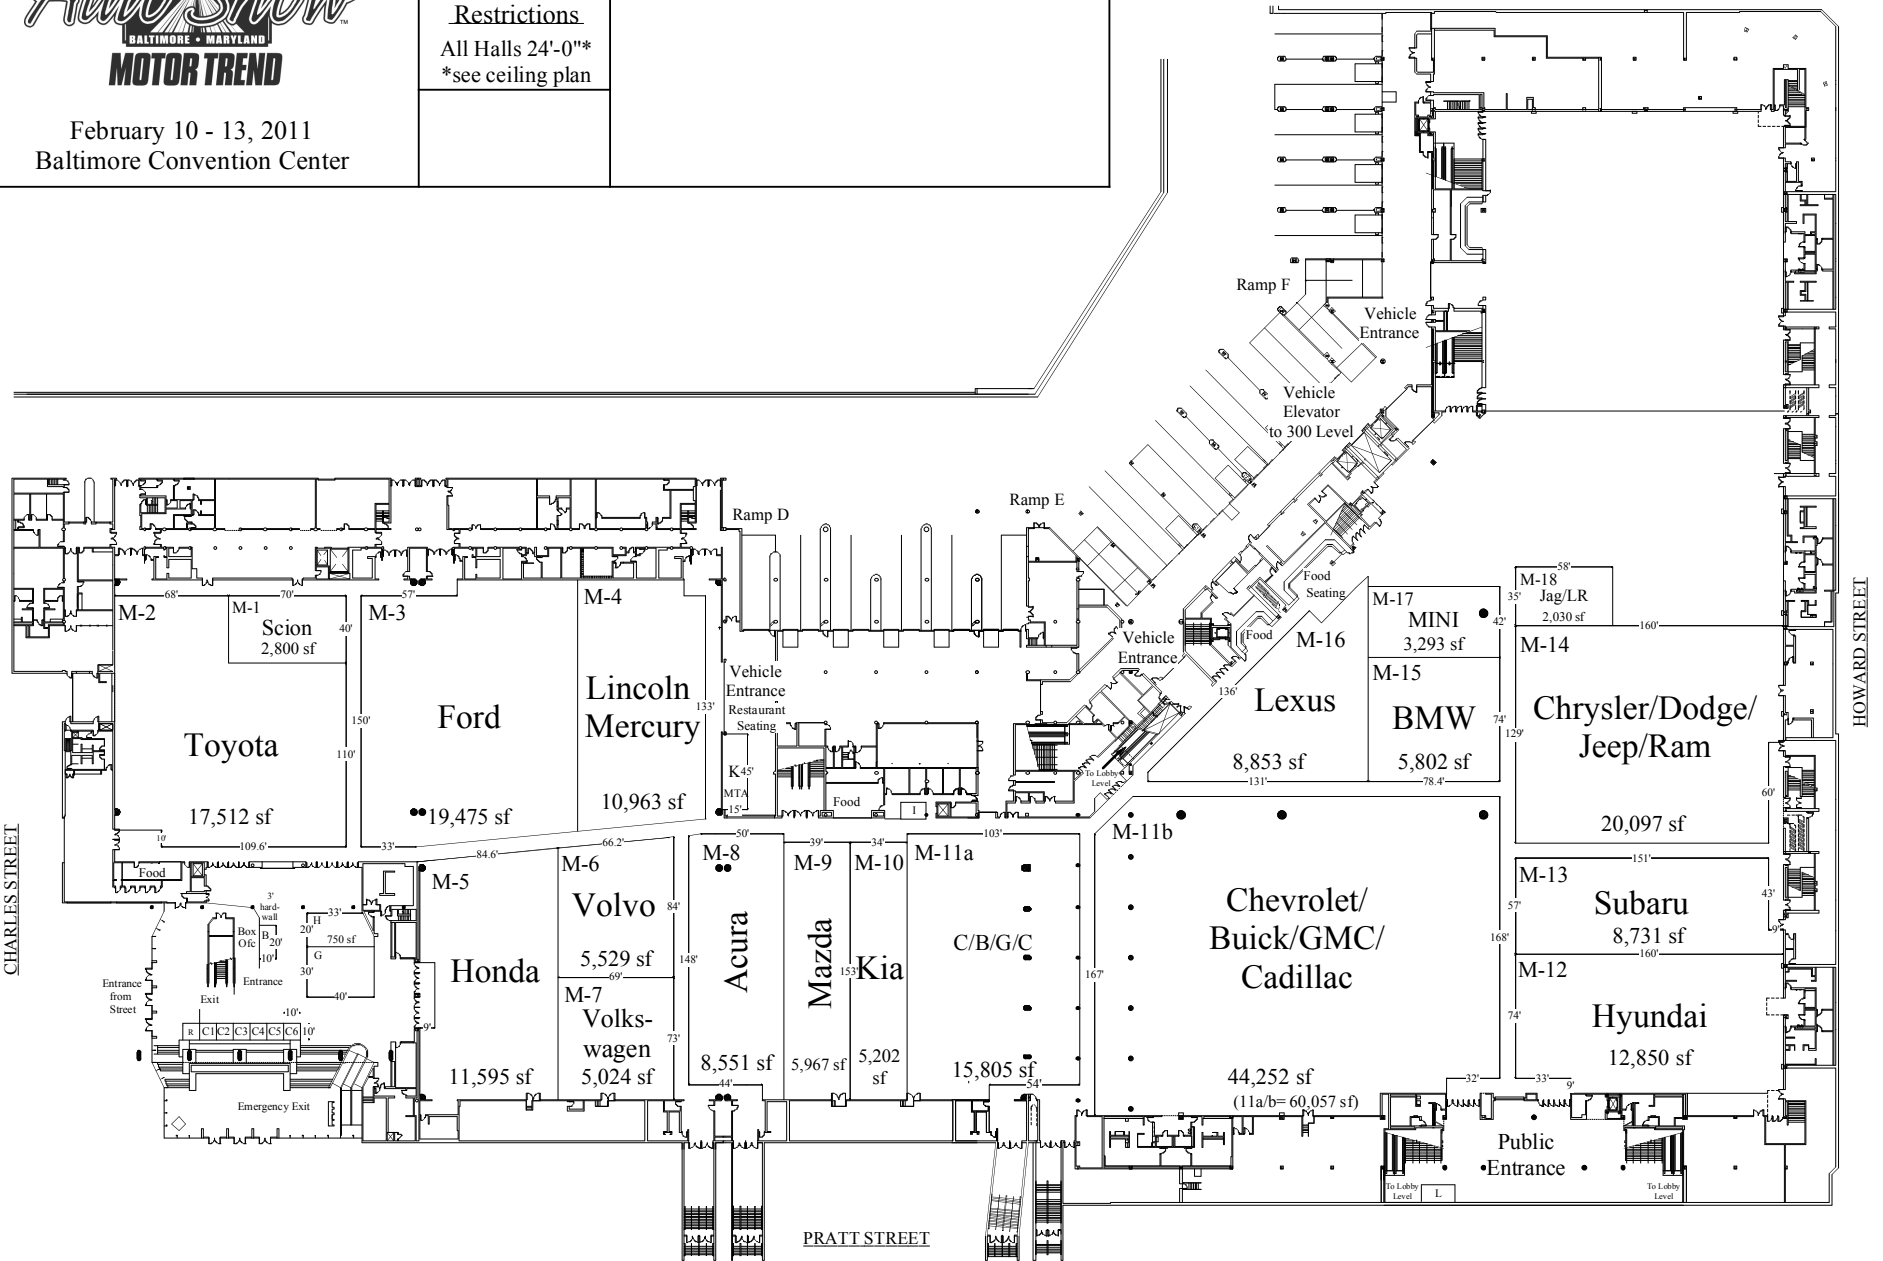 Auto Show
TM
BALTIMORE • MARYLAND
MOTOR TREND
February 10 - 13, 2011
Baltimore Convention Center
Restrictions
All Halls 24'-0"*
*see ceiling plan
Ramp F
Vehicle
Entrance
Vehicle
Elevator
to 300 Level
Ramp E
Ramp D
Food
Seating
Food
Vehicle
Entrance
Vehicle
Entrance
Restaurant
Seating
K
45'
MTA
15'
Food
I
To Lobby
Level
M-2
68'
Toyota
17,512 sf
10'
109.6'
110'
M-1
70'
Scion
2,800 sf
40'
M-3
57'
150'
Ford
19,475 sf
33'
M-4
Lincoln
Mercury
133'
10,963 sf
M-16
136'
Lexus
8,853 sf
131'
M-17
MINI
3,293 sf
42'
M-15
BMW
74'
5,802 sf
78.4'
58'
M-18
35'
Jag/LR
2,030 sf
160'
M-14
Chrysler/Dodge/
Jeep/Ram
129'
60'
20,097 sf
HOWARD STREET
84.6'
M-5
Honda
9'
11,595 sf
66.2'
M-6
Volvo
84'
5,529 sf
69'
M-7
Volks-
wagen
73'
5,024 sf
50'
M-8
148'
Acura
8,551 sf
44'
39'
M-9
Mazda
153'
5,967 sf
34'
M-10
Kia
5,202
sf
103'
M-11a
C/B/G/C
167'
15,805 sf
54'
M-11b
Chevrolet/
Buick/GMC/
Cadillac
168'
44,252 sf
(11a/b= 60,057 sf)
32'
151'
M-13
57'
43'
Subaru
8,731 sf
9'
160'
M-12
74'
Hyundai
12,850 sf
33'
9'
Food
3'
hard-
wall
Box
Ofc
B
20'
10'
33'
H
20'
750 sf
G
30'
40'
Entrance
Exit
Entrance
from
Street
10'
R C1 C2 C3 C4 C5 C6 10'
Emergency Exit
CHARLES STREET
Public
Entrance
To Lobby
Level
L
To Lobby
Level
PRATT STREET